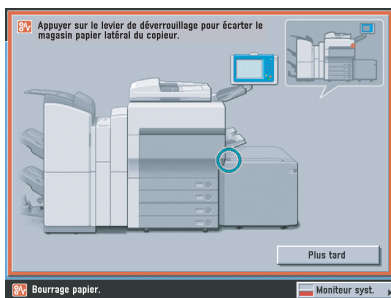 Appuyer sur le levier de déverrouillage pour écarter le
magasin papier latéral du copieur.
Plus tard
Bourrage papier.
Moniteur syst.